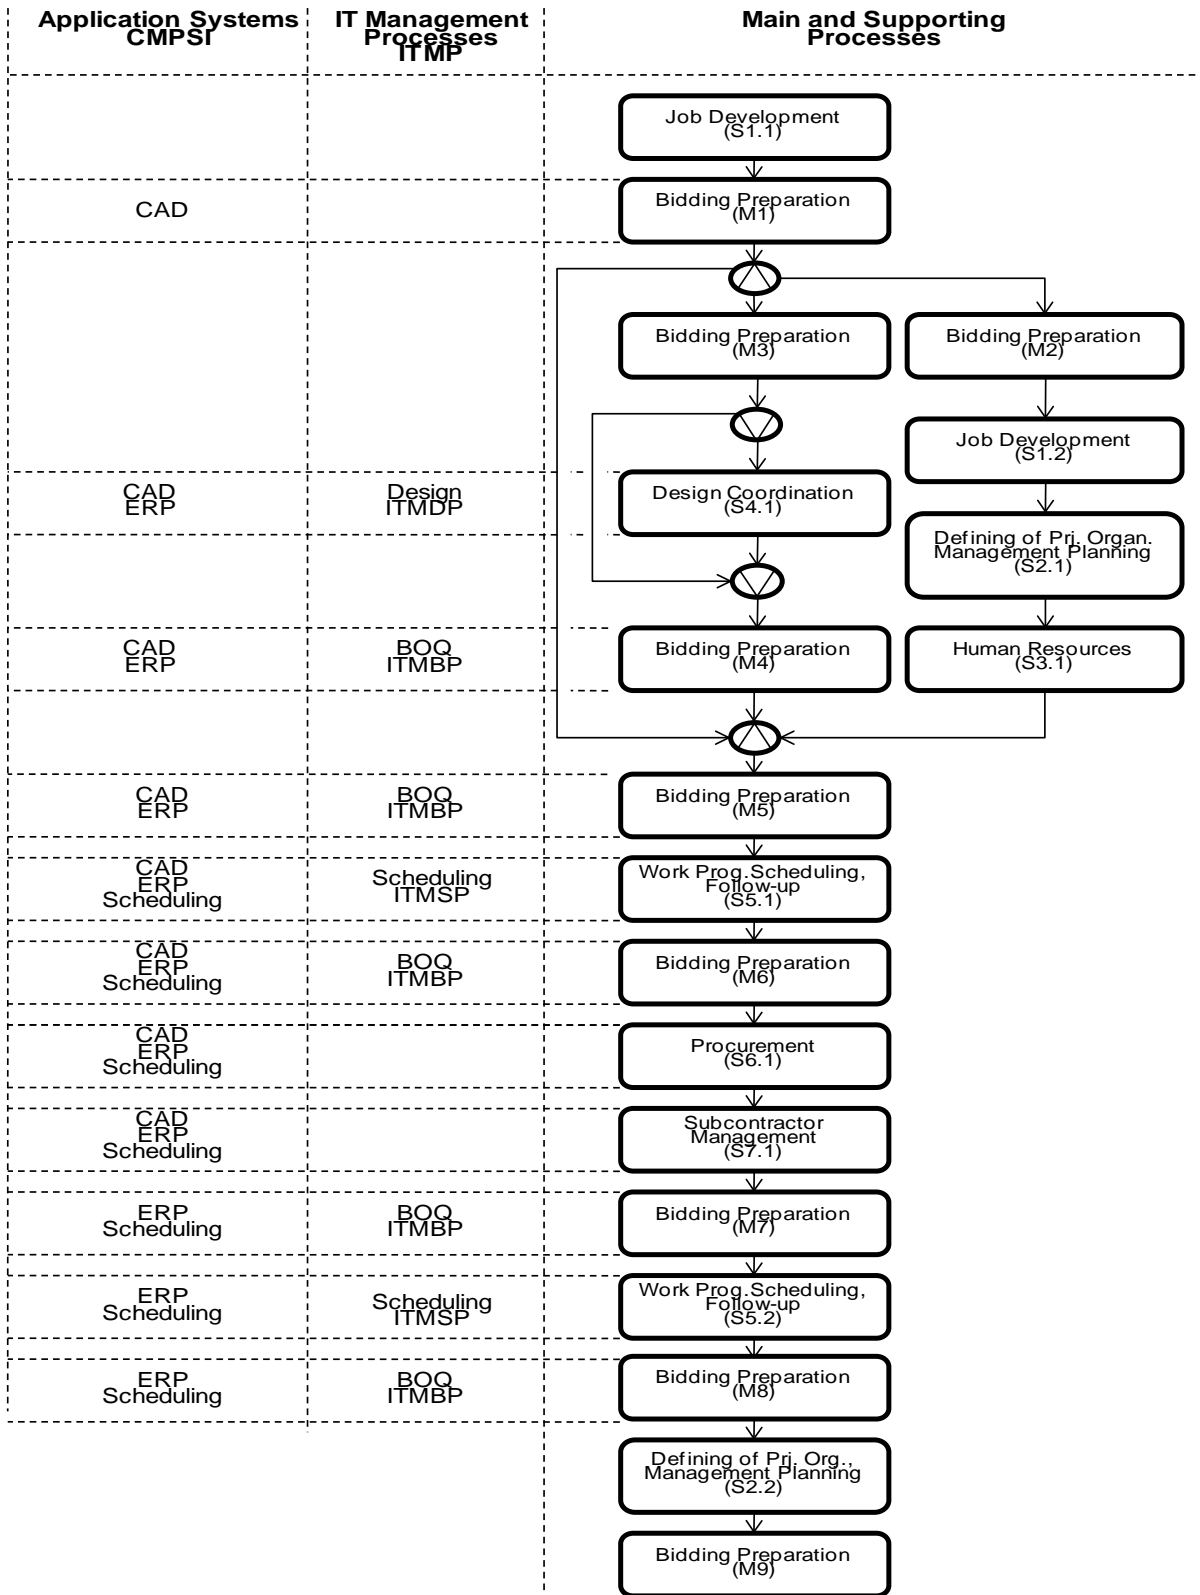 Application Systems
CMPSI
IT Management
Processes
ITMP
Main and Supporting
Processes
Job Development
(S1.1)
CAD
Bidding Preparation
(M1)
Bidding Preparation
(M3)
Bidding Preparation
(M2)
Job Development
(S1.2)
CAD
ERP
Design
ITMDP
Design Coordination
(S4.1)
Defining of Prj. Organ.
Management Planning
(S2.1)
CAD
ERP
BOQ
ITMBP
Bidding Preparation
(M4)
Human Resources
(S3.1)
CAD
ERP
BOQ
ITMBP
Bidding Preparation
(M5)
CAD
ERP
Scheduling
Scheduling
ITMSP
Work Prog.Scheduling,
Follow-up
(S5.1)
CAD
ERP
Scheduling
BOQ
ITMBP
Bidding Preparation
(M6)
CAD
ERP
Scheduling
Procurement
(S6.1)
CAD
ERP
Scheduling
Subcontractor
Management
(S7.1)
ERP
Scheduling
BOQ
ITMBP
Bidding Preparation
(M7)
ERP
Scheduling
Scheduling
ITMSP
Work Prog.Scheduling,
Follow-up
(S5.2)
ERP
Scheduling
BOQ
ITMBP
Bidding Preparation
(M8)
Defining of Prj. Org.,
Management Planning
(S2.2)
Bidding Preparation
(M9)